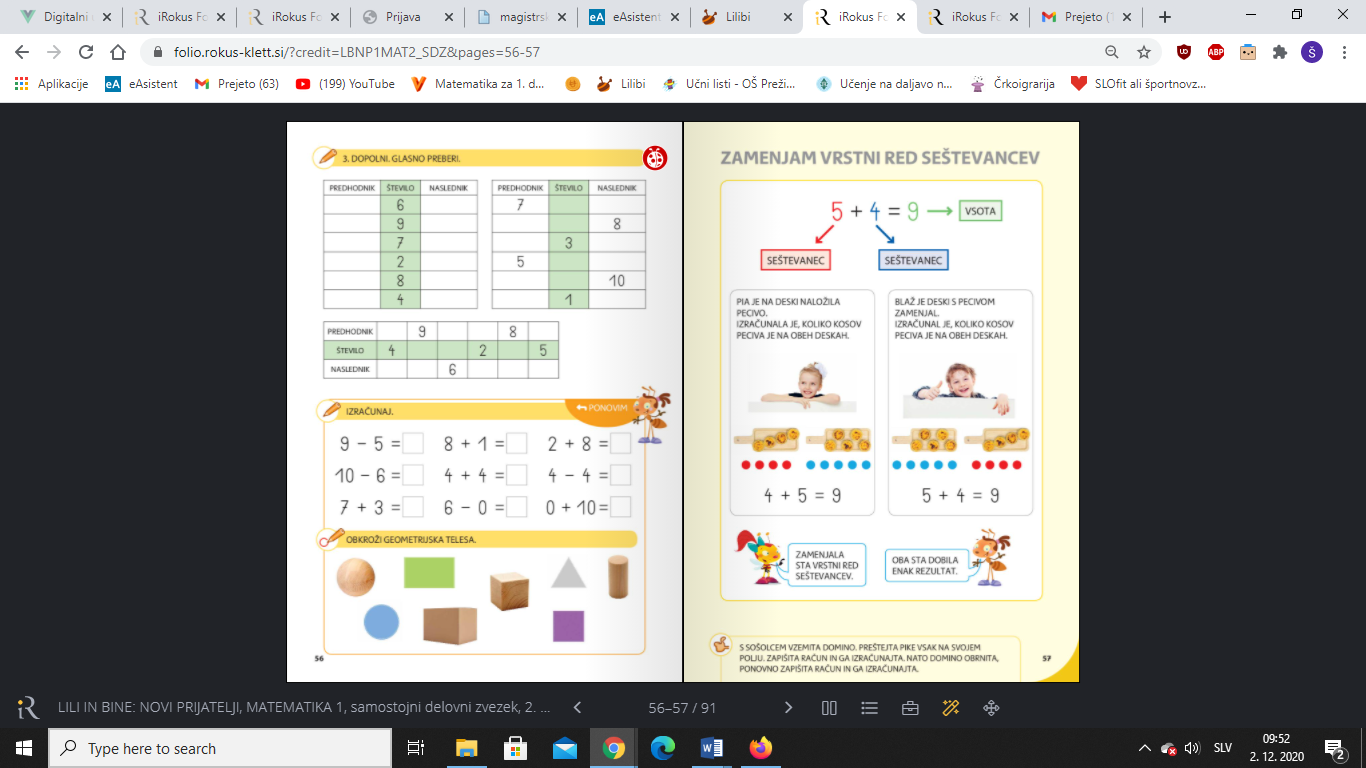 Digitalni
iRokus Fo
iRokus Fo
Prijava
magistrsk
eAsistent
Lilibi
iRokus Fo
iRokus Fo
Prejeto (
folio.rokus-klett.si/?credit=LBNP1MAT2_SDZ&pages=56-57
Aplikacije
eAsistent
Prejeto (63)
(199) YouTube
Matematika za 1. d...
Lilibi
Učni listi - OŠ Preži...
Učenje na daljavo n...
Črkoigrarija
SLOfit ali športnovz...
3. DOPOLNI. GLASNO PREBERI.
PREDHODNIK ŠTEVILO NASLEDNIK
6
9
7
2
8
4
PREDHODNIK ŠTEVILO NASLEDNIK
7
8
3
5
10
1
PREDHODNIK 9 8
ŠTEVILO 4 2 5
NASLEDNIK 6
IZRAČUNAJ.
PONOVIM
9 - 5 = 8 + 1 = 2 + 8 =
10 - 6 = 4 + 4 = 4 - 4 =
7 + 3 = 6 - 0 = 0 + 10 =
OBKROŽI GEOMETRIJSKA TELESA.
56
ZAMENJAM VRSTNI RED SEŠTEVANCEV
5 + 4 = 9 VSOTA
SEŠTEVANEC SEŠTEVANEC
PIA JE NA DESKI NALOŽILA
PECIVO.
IZRAČUNALA JE, KOLIKO KOSOV
PECIVA JE NA OBEH DESKAH.
4 + 5 = 9
BLAŽ JE DESKI S PECIVOM
ZAMENJAL.
IZRAČUNAL JE, KOLIKO KOSOV
PECIVA JE NA OBEH DESKAH.
5 + 4 = 9
ZAMENJALA
STA VRSTNI RED
SEŠTEVANCEV.
OBA STA DOBILA
ENAK REZULTAT.
S SOŠOLCEM VZEMITA DOMINO. PREŠTEJTA PIKE VSAK NA SVOJEM
POLJU. ZAPIŠITA RAČUN IN GA IZRAČUNAJTA. NATO DOMINO OBRNITA,
PONOVNO ZAPIŠITA RAČUN IN GA IZRAČUNAJTA.
57
LILI IN BINE: NOVI PRIJATELJI, MATEMATIKA 1, samostojni delovni zvezek, 2. ...
56–57 / 91
Type here to search
SLV
09:52
2. 12. 2020
2